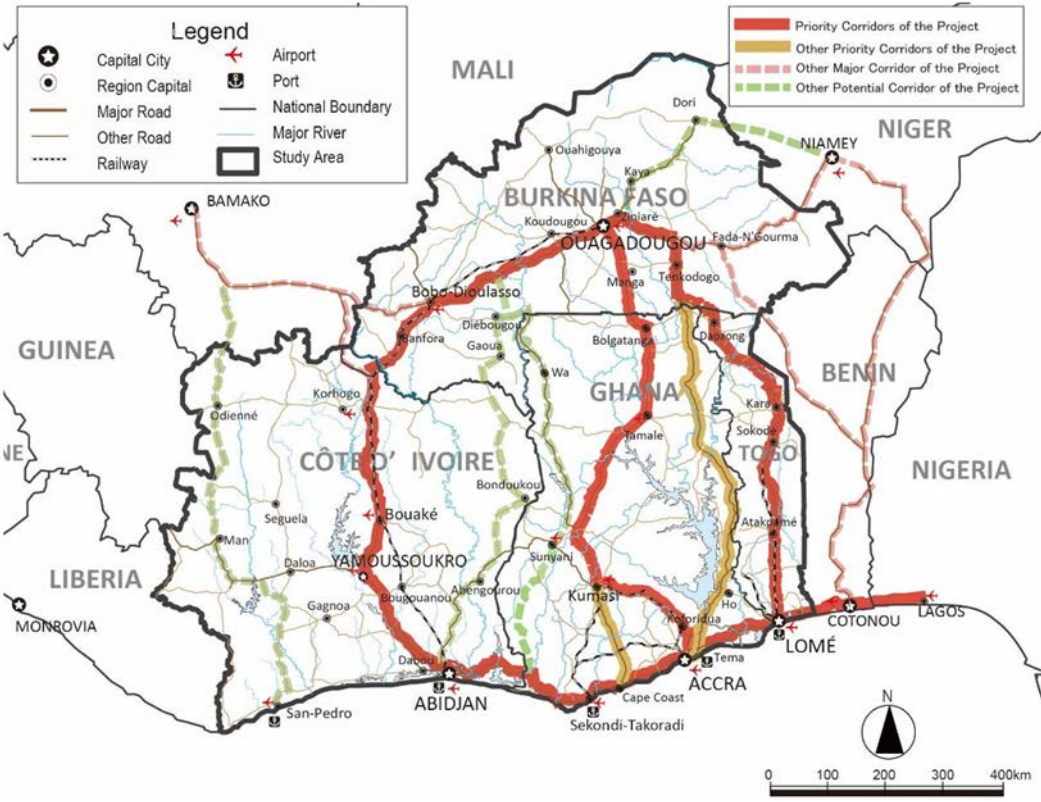 Legend
Capital City
Airport
Region Capital
Port
Major Road
National Boundary
Other Road
Major River
Railway
Study Area
Priority Corridors of the Project
Other Priority Corridors of the Project
Other Major Corridor of the Project
Other Potential Corridor of the Project
MALI
NIGER
Dori
NIAMEY
Ouahigouya
Kaya
BURKINA FASO
BAMAKO
Ziniaré
Koudougou
OUAGADOUGOU
Fada-N'Gourma
Tenkodogo
Manga
Bobo-Dioulasso
Diébougou
Banfora
Bolgatanga
Dapaong
Gaoua
GUINEA
Wa
BENIN
GHANA
Korhogo
Kara
Odienné
Tamale
Sokodé
TOGO
CÔTE D' IVOIRE
NIGERIA
NE
Bondoukou
Seguela
Bouaké
Atakpamé
Man
Sunyani
YAMOUSSOUKRO
Daloa
LIBERIA
Abengourou
Bougouanou
Kumasi
Ho
Gagnoa
MONROVIA
Koforidua
COTONOU
LAGOS
LOMÉ
Dabou
Tema
ACCRA
ABIDJAN
Cape Coast
San-Pedro
Sekondi-Takoradi
N
0 100 200 300 400km